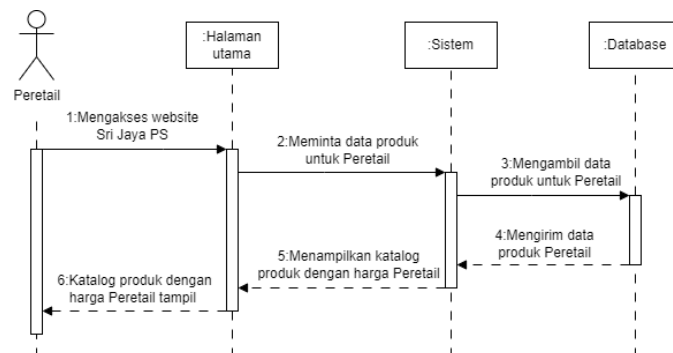 :Halaman
utama
:Sistem
:Database
Peretail
1:Mengakses website
Sri Jaya PS
2:Meminta data produk
untuk Peretail
3:Mengambil data
produk untuk Peretail
4:Mengirim data
produk Peretail
5:Menampilkan katalog
produk dengan harga Peretail
6:Katalog produk dengan
harga Peretail tampil